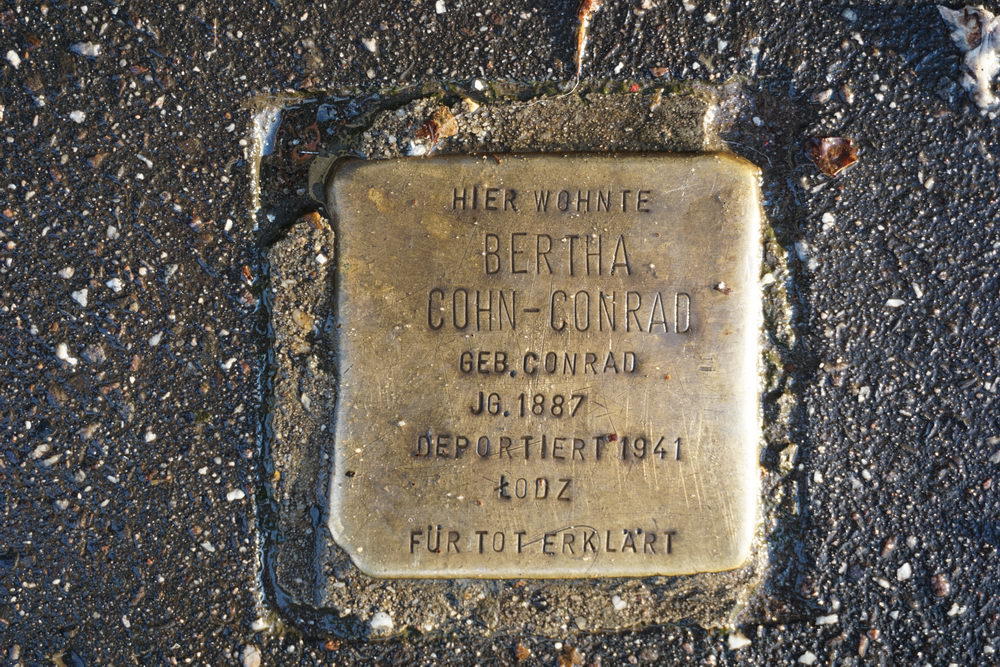 HIER WOHNTE
BERTHA
COHN-CONRAD
GEB. CONRAD
JG. 1887
DEPORTIERT 1941
ŁODZ
FÜR TOT ERKLÄRT